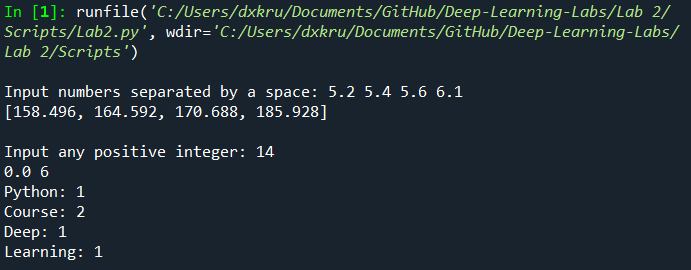 In [1]: runfile('C:/Users/dxkru/Documents/GitHub/Deep-Learning-Labs/Lab 2/
Scripts/Lab2.py', wdir='C:/Users/dxkru/Documents/GitHub/Deep-Learning-Labs/
Lab 2/Scripts')
Input numbers separated by a space: 5.2 5.4 5.6 6.1
[158.496, 164.592, 170.688, 185.928]
Input any positive integer: 14
0.0 6
Python: 1
Course: 2
Deep: 1
Learning: 1